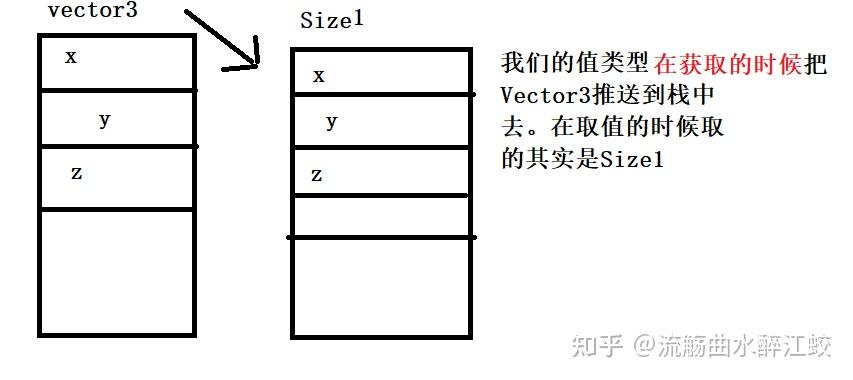 vector3
x
y
z
Size1
x
y
z
我们的值类型在获取的时候把
Vector3推送到栈中
去。在取值的时候取
的其实是Size1
知乎 @流觞曲水醉江蛟